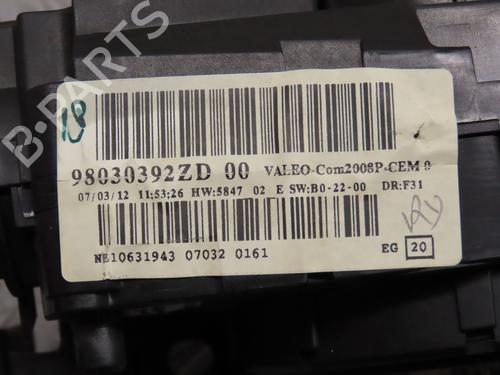 B-PARTS
18
98030392ZD 00 VALEO-Com2008P-CEM 0
07/03/12 11:53:26 HW:5847 02 E SW:B0-22-00 DR:F31
NE10631943 07032 0161
EG 20